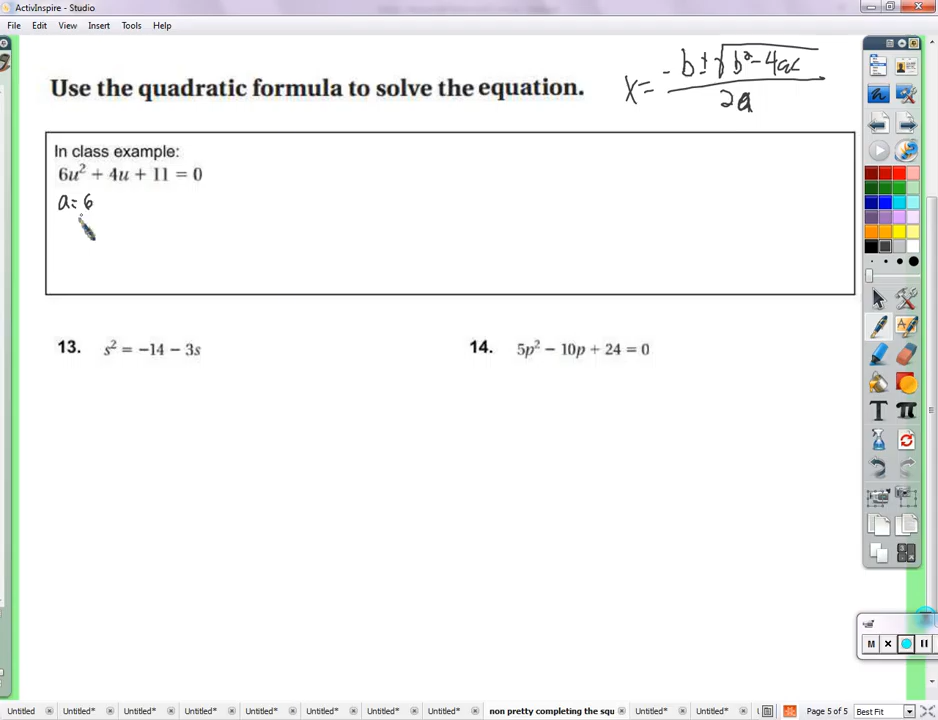 ActivInspire - Studio
File Edit View Insert Tools Help
x = -b ± √b² - 4ac / 2a
Use the quadratic formula to solve the equation.
In class example:
6u² + 4u + 11 = 0
a = 6
13. s² = −14 − 3s
14. 5p² − 10p + 24 = 0
M
Untitled Untitled* Untitled* Untitled* Untitled* Untitled* Untitled* Untitled* non pretty completing the squ Untitled* Untitled* Page 5 of 5 Best Fit